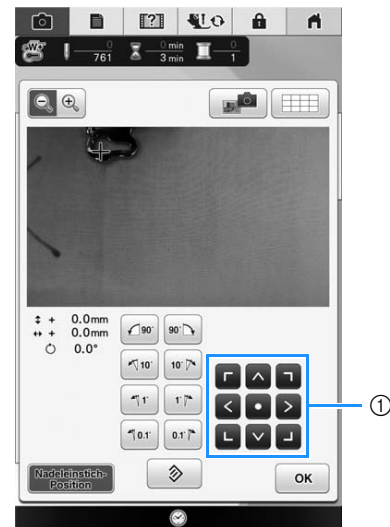 0 0 min 0
761 3 min 1
+ 0.0mm
+ 0.0mm
0.0°
90° 90°
10° 10°
1° 1°
0.1° 0.1°
①
Nadeleinstich-
Position
OK